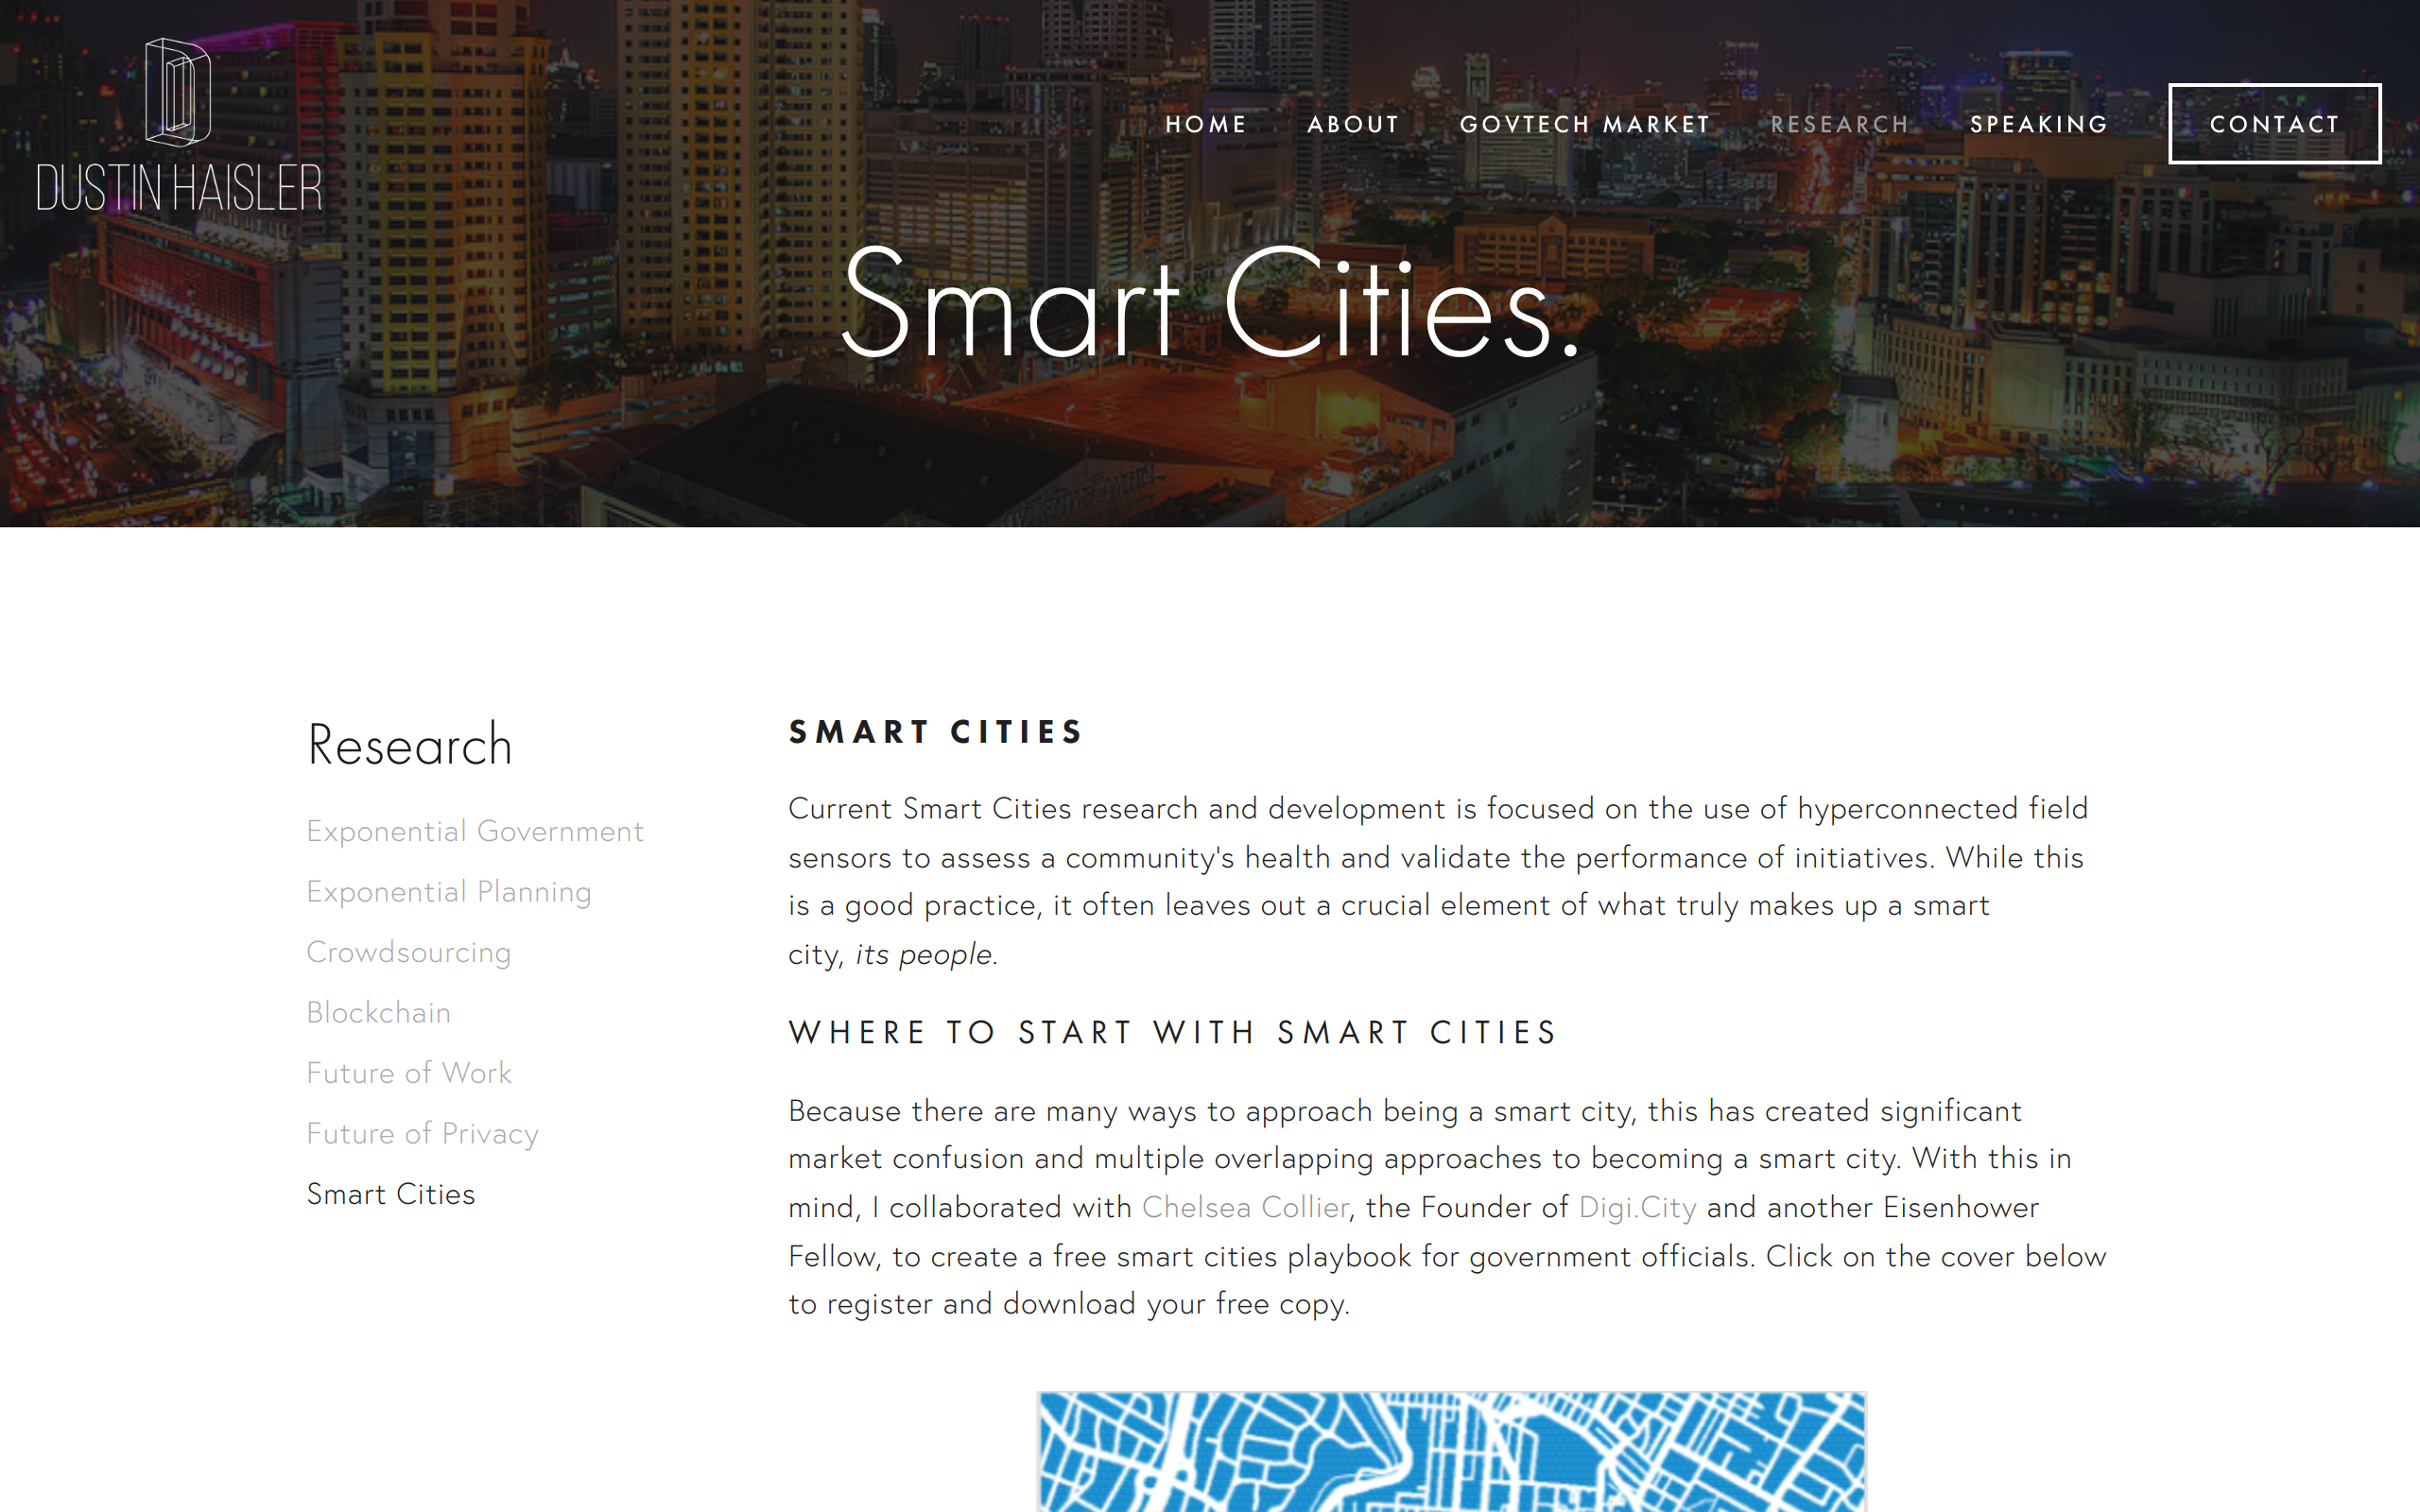 DUSTIN HAISLER
HOME ABOUT GOVTECH MARKET RESEARCH SPEAKING CONTACT
Smart Cities.
Research
Exponential Government
Exponential Planning
Crowdsourcing
Blockchain
Future of Work
Future of Privacy
Smart Cities
SMART CITIES
Current Smart Cities research and development is focused on the use of hyperconnected field
sensors to assess a community's health and validate the performance of initiatives. While this
is a good practice, it often leaves out a crucial element of what truly makes up a smart
city, its people.
WHERE TO START WITH SMART CITIES
Because there are many ways to approach being a smart city, this has created significant
market confusion and multiple overlapping approaches to becoming a smart city. With this in
mind, I collaborated with Chelsea Collier, the Founder of Digi.City and another Eisenhower
Fellow, to create a free smart cities playbook for government officials. Click on the cover below
to register and download your free copy.